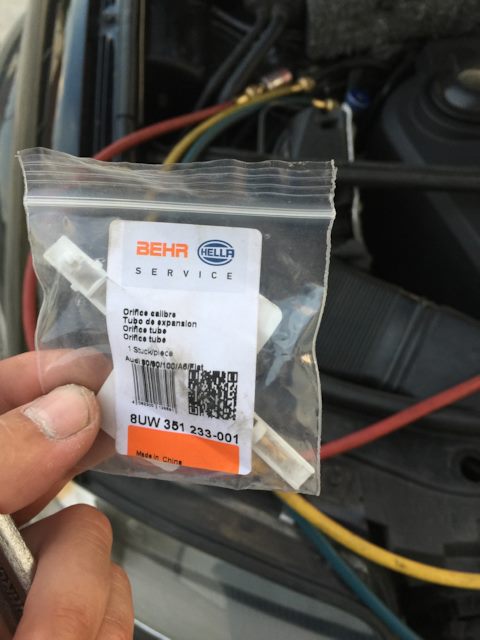 BEHR HELLA
SERVICE
Orifice calibre
Tubo de expansion
Orifice tube
Orifice tube
1 Stuck/piece
Audi 80/90/100/A6/Fiat
8UW 351 233-001
Made in China